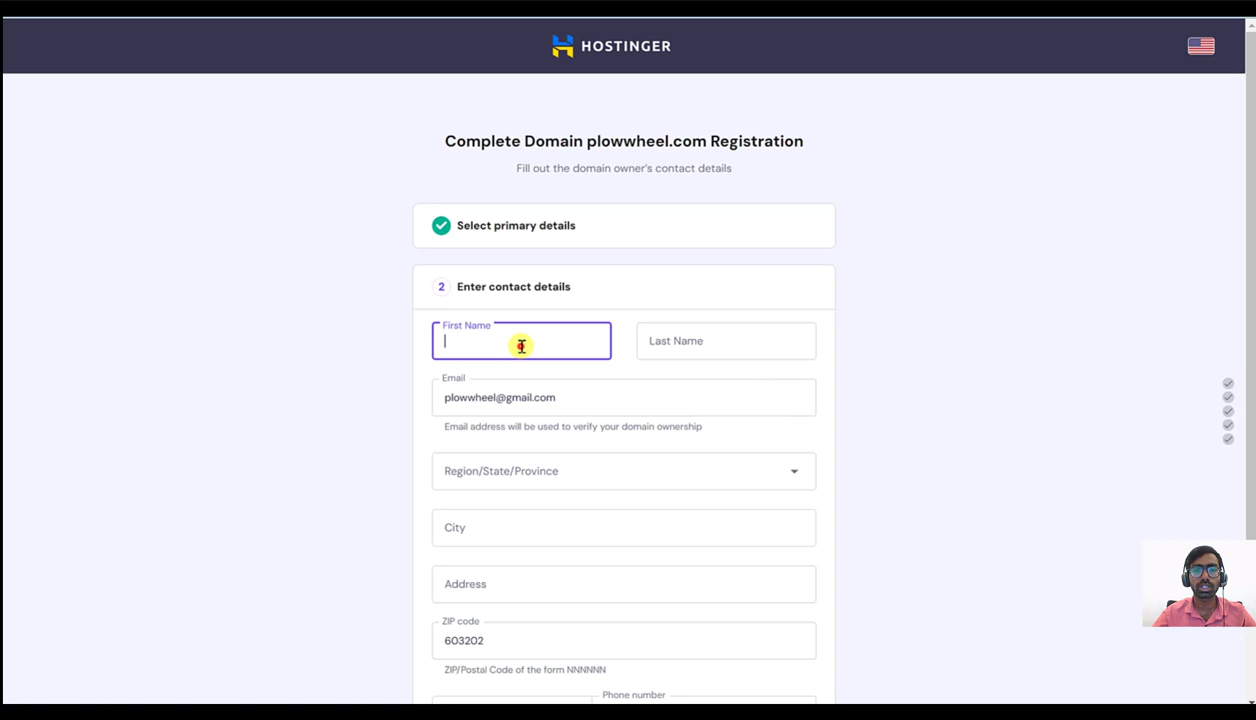 HOSTINGER
Complete Domain plowwheel.com Registration
Fill out the domain owner's contact details
Select primary details
2 Enter contact details
First Name
Last Name
Email
plowwheel@gmail.com
Email address will be used to verify your domain ownership
Region/State/Province
City
Address
ZIP code
603202
ZIP/Postal Code of the form NNNNNN
Phone number